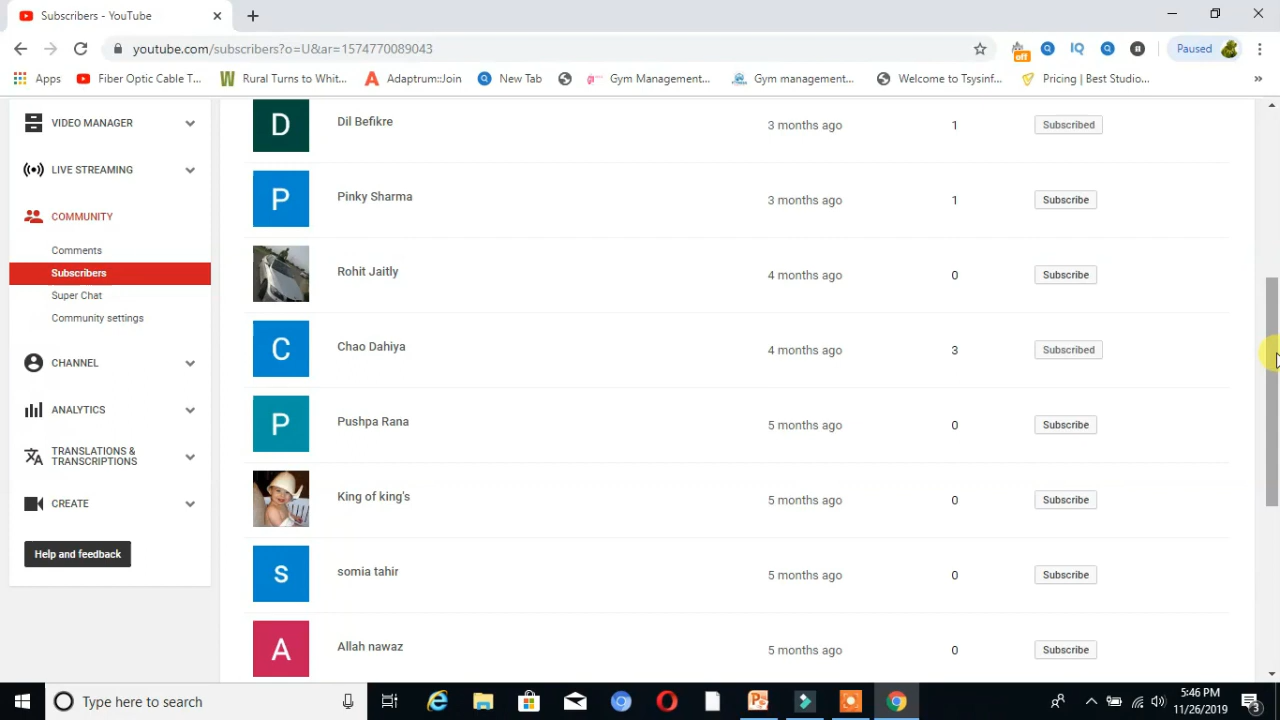 Subscribers - YouTube
youtube.com/subscribers?o=U&ar=1574770089043
off
IQ
Paused
Apps
Fiber Optic Cable T...
Rural Turns to Whit...
Adaptrum::Join
New Tab
Gym Management...
Gym management...
Welcome to Tsysinf...
Pricing | Best Studio...
»
VIDEO MANAGER
LIVE STREAMING
COMMUNITY
Comments
Subscribers
Super Chat
Community settings
CHANNEL
ANALYTICS
TRANSLATIONS &
TRANSCRIPTIONS
CREATE
Help and feedback
D Dil Befikre 3 months ago 1 Subscribed
P Pinky Sharma 3 months ago 1 Subscribe
Rohit Jaitly 4 months ago 0 Subscribe
C Chao Dahiya 4 months ago 3 Subscribed
P Pushpa Rana 5 months ago 0 Subscribe
King of king's 5 months ago 0 Subscribe
s somia tahir 5 months ago 0 Subscribe
A Allah nawaz 5 months ago 0 Subscribe
Type here to search
5:46 PM
11/26/2019
3